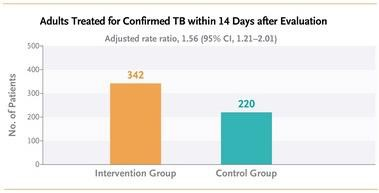 Adults Treated for Confirmed TB within 14 Days after Evaluation
Adjusted rate ratio, 1.56 (95% CI, 1.21–2.01)
No. of Patients
500
400
300
200
100
0
342
220
Intervention Group
Control Group